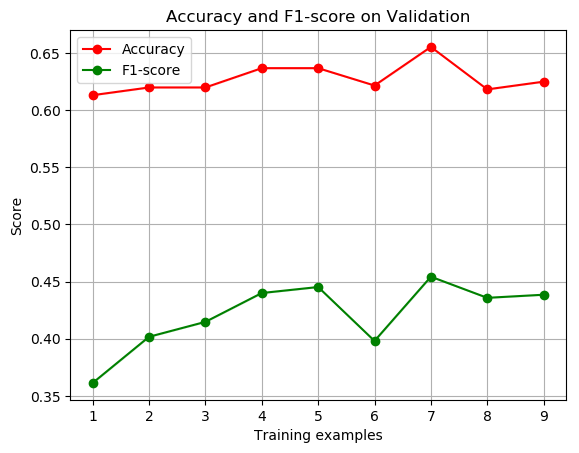 Accuracy and F1-score on Validation
Accuracy
F1-score
0.65
0.60
0.55
0.50
0.45
0.40
0.35
Score
1 2 3 4 5 6 7 8 9
Training examples